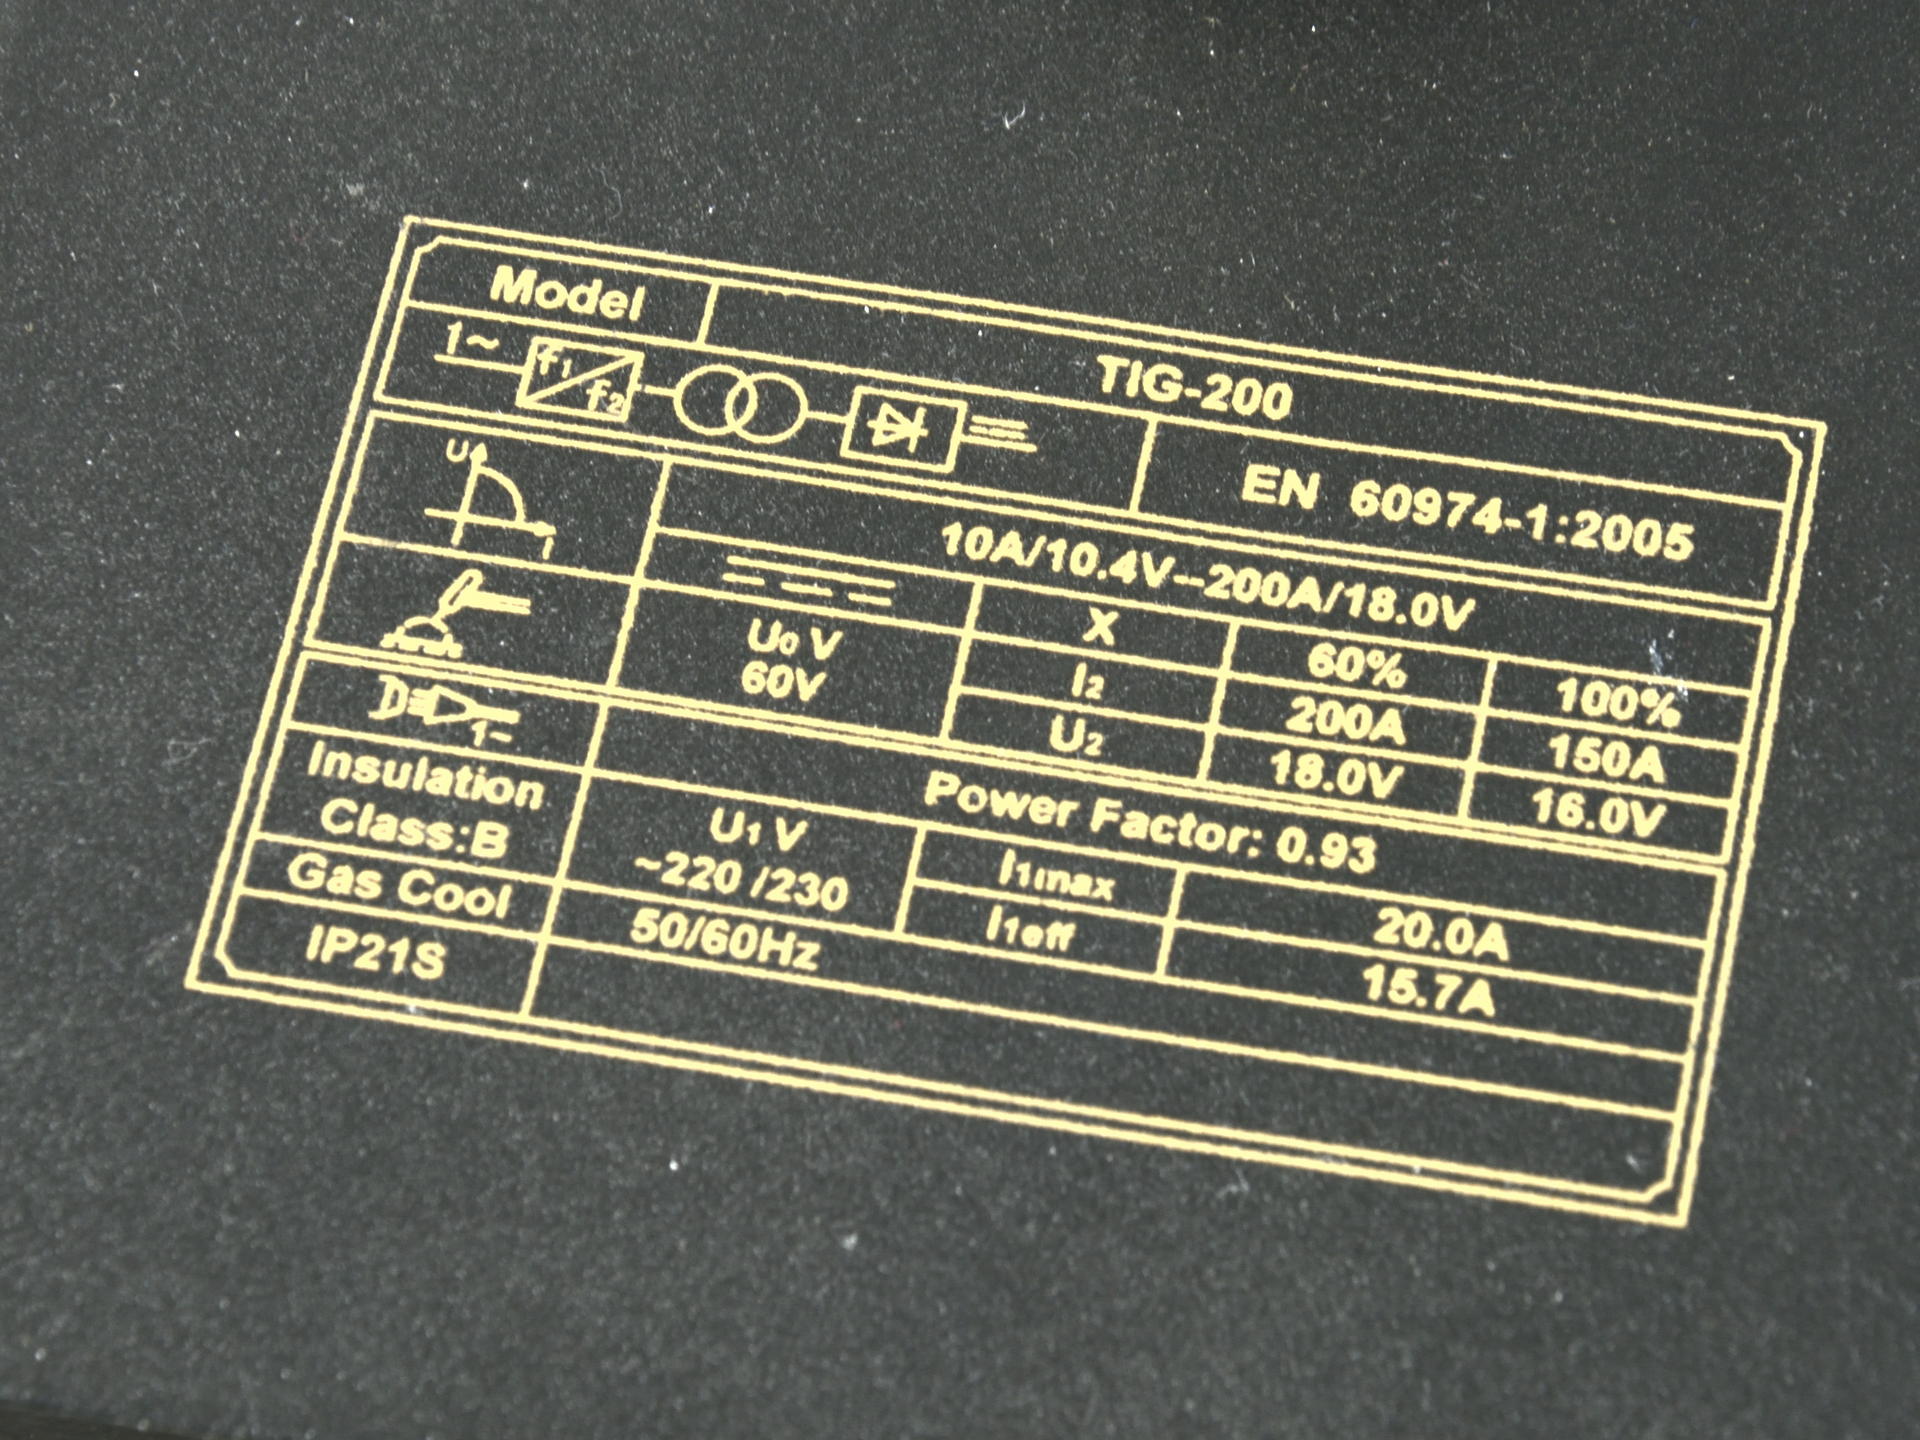 Model TIG-200
1~ f1 f2 EN 60974-1:2005
U I 10A/10.4V--200A/18.0V
X 60% 100%
U0 V
60V
I2 200A 150A
U2 18.0V 16.0V
1~ Power Factor: 0.93
Insulation
Class:B
U1 V
~220 /230
I1max 20.0A
I1eff 15.7A
Gas Cool 50/60Hz
IP21S